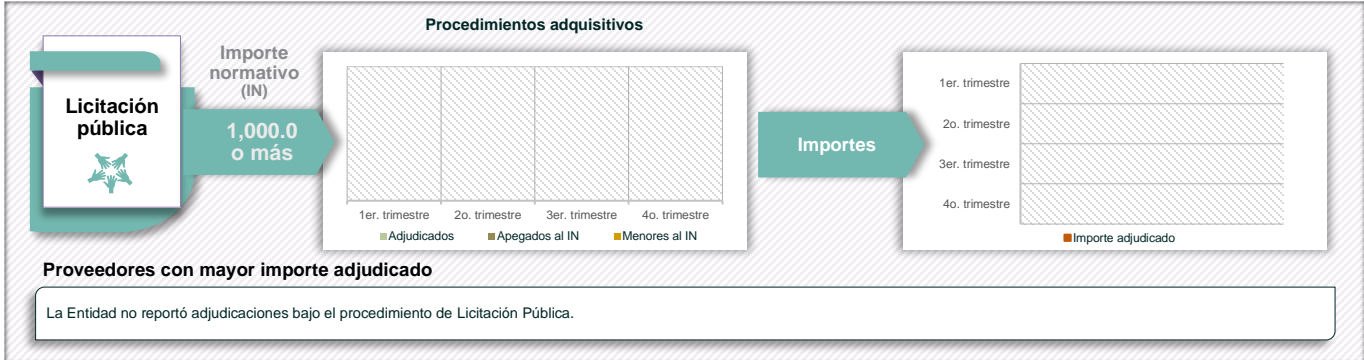 Procedimientos adquisitivos
Licitación
pública
Importe
normativo
(IN)
1,000.0
o más
1er. trimestre 2o. trimestre 3er. trimestre 4o. trimestre
Adjudicados Apegados al IN Menores al IN
Importes
1er. trimestre
2o. trimestre
3er. trimestre
4o. trimestre
Importe adjudicado
Proveedores con mayor importe adjudicado
La Entidad no reportó adjudicaciones bajo el procedimiento de Licitación Pública.